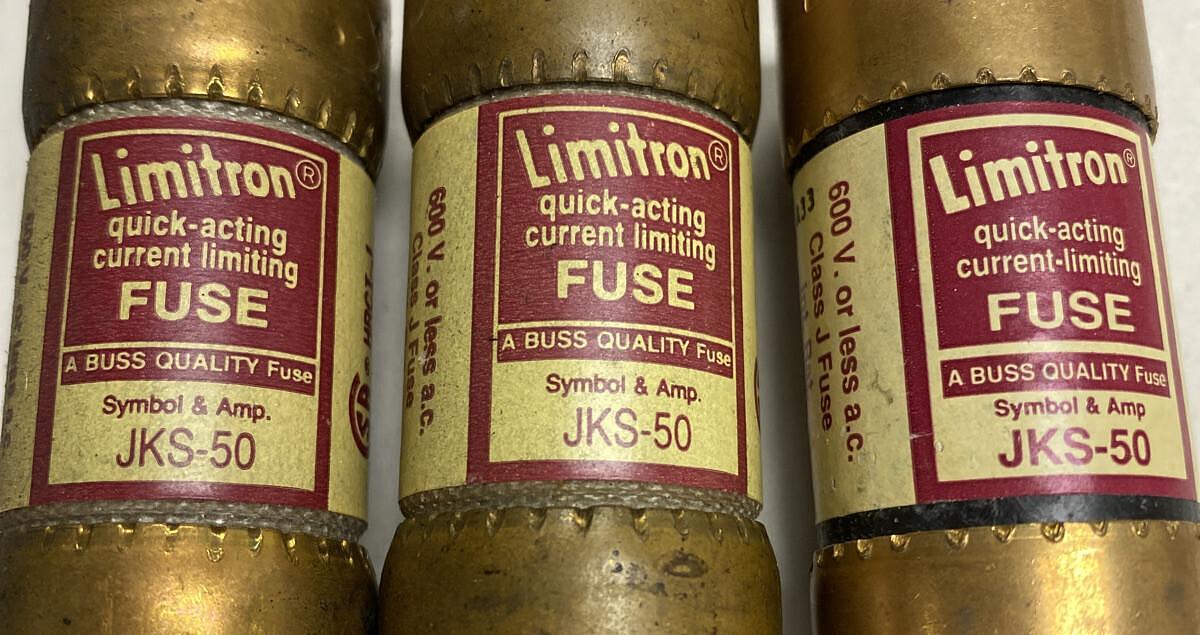 Limitron®
quick-acting
current limiting
FUSE
A BUSS QUALITY Fuse
Symbol & Amp.
JKS-50
600 V. or less a.c.
Class J Fuse
Limitron®
quick-acting
current limiting
FUSE
A BUSS QUALITY Fuse
Symbol & Amp.
JKS-50
600 V. or less a.c.
Class J Fuse
Limitron®
quick-acting
current-limiting
FUSE
A BUSS QUALITY Fuse
Symbol & Amp
JKS-50